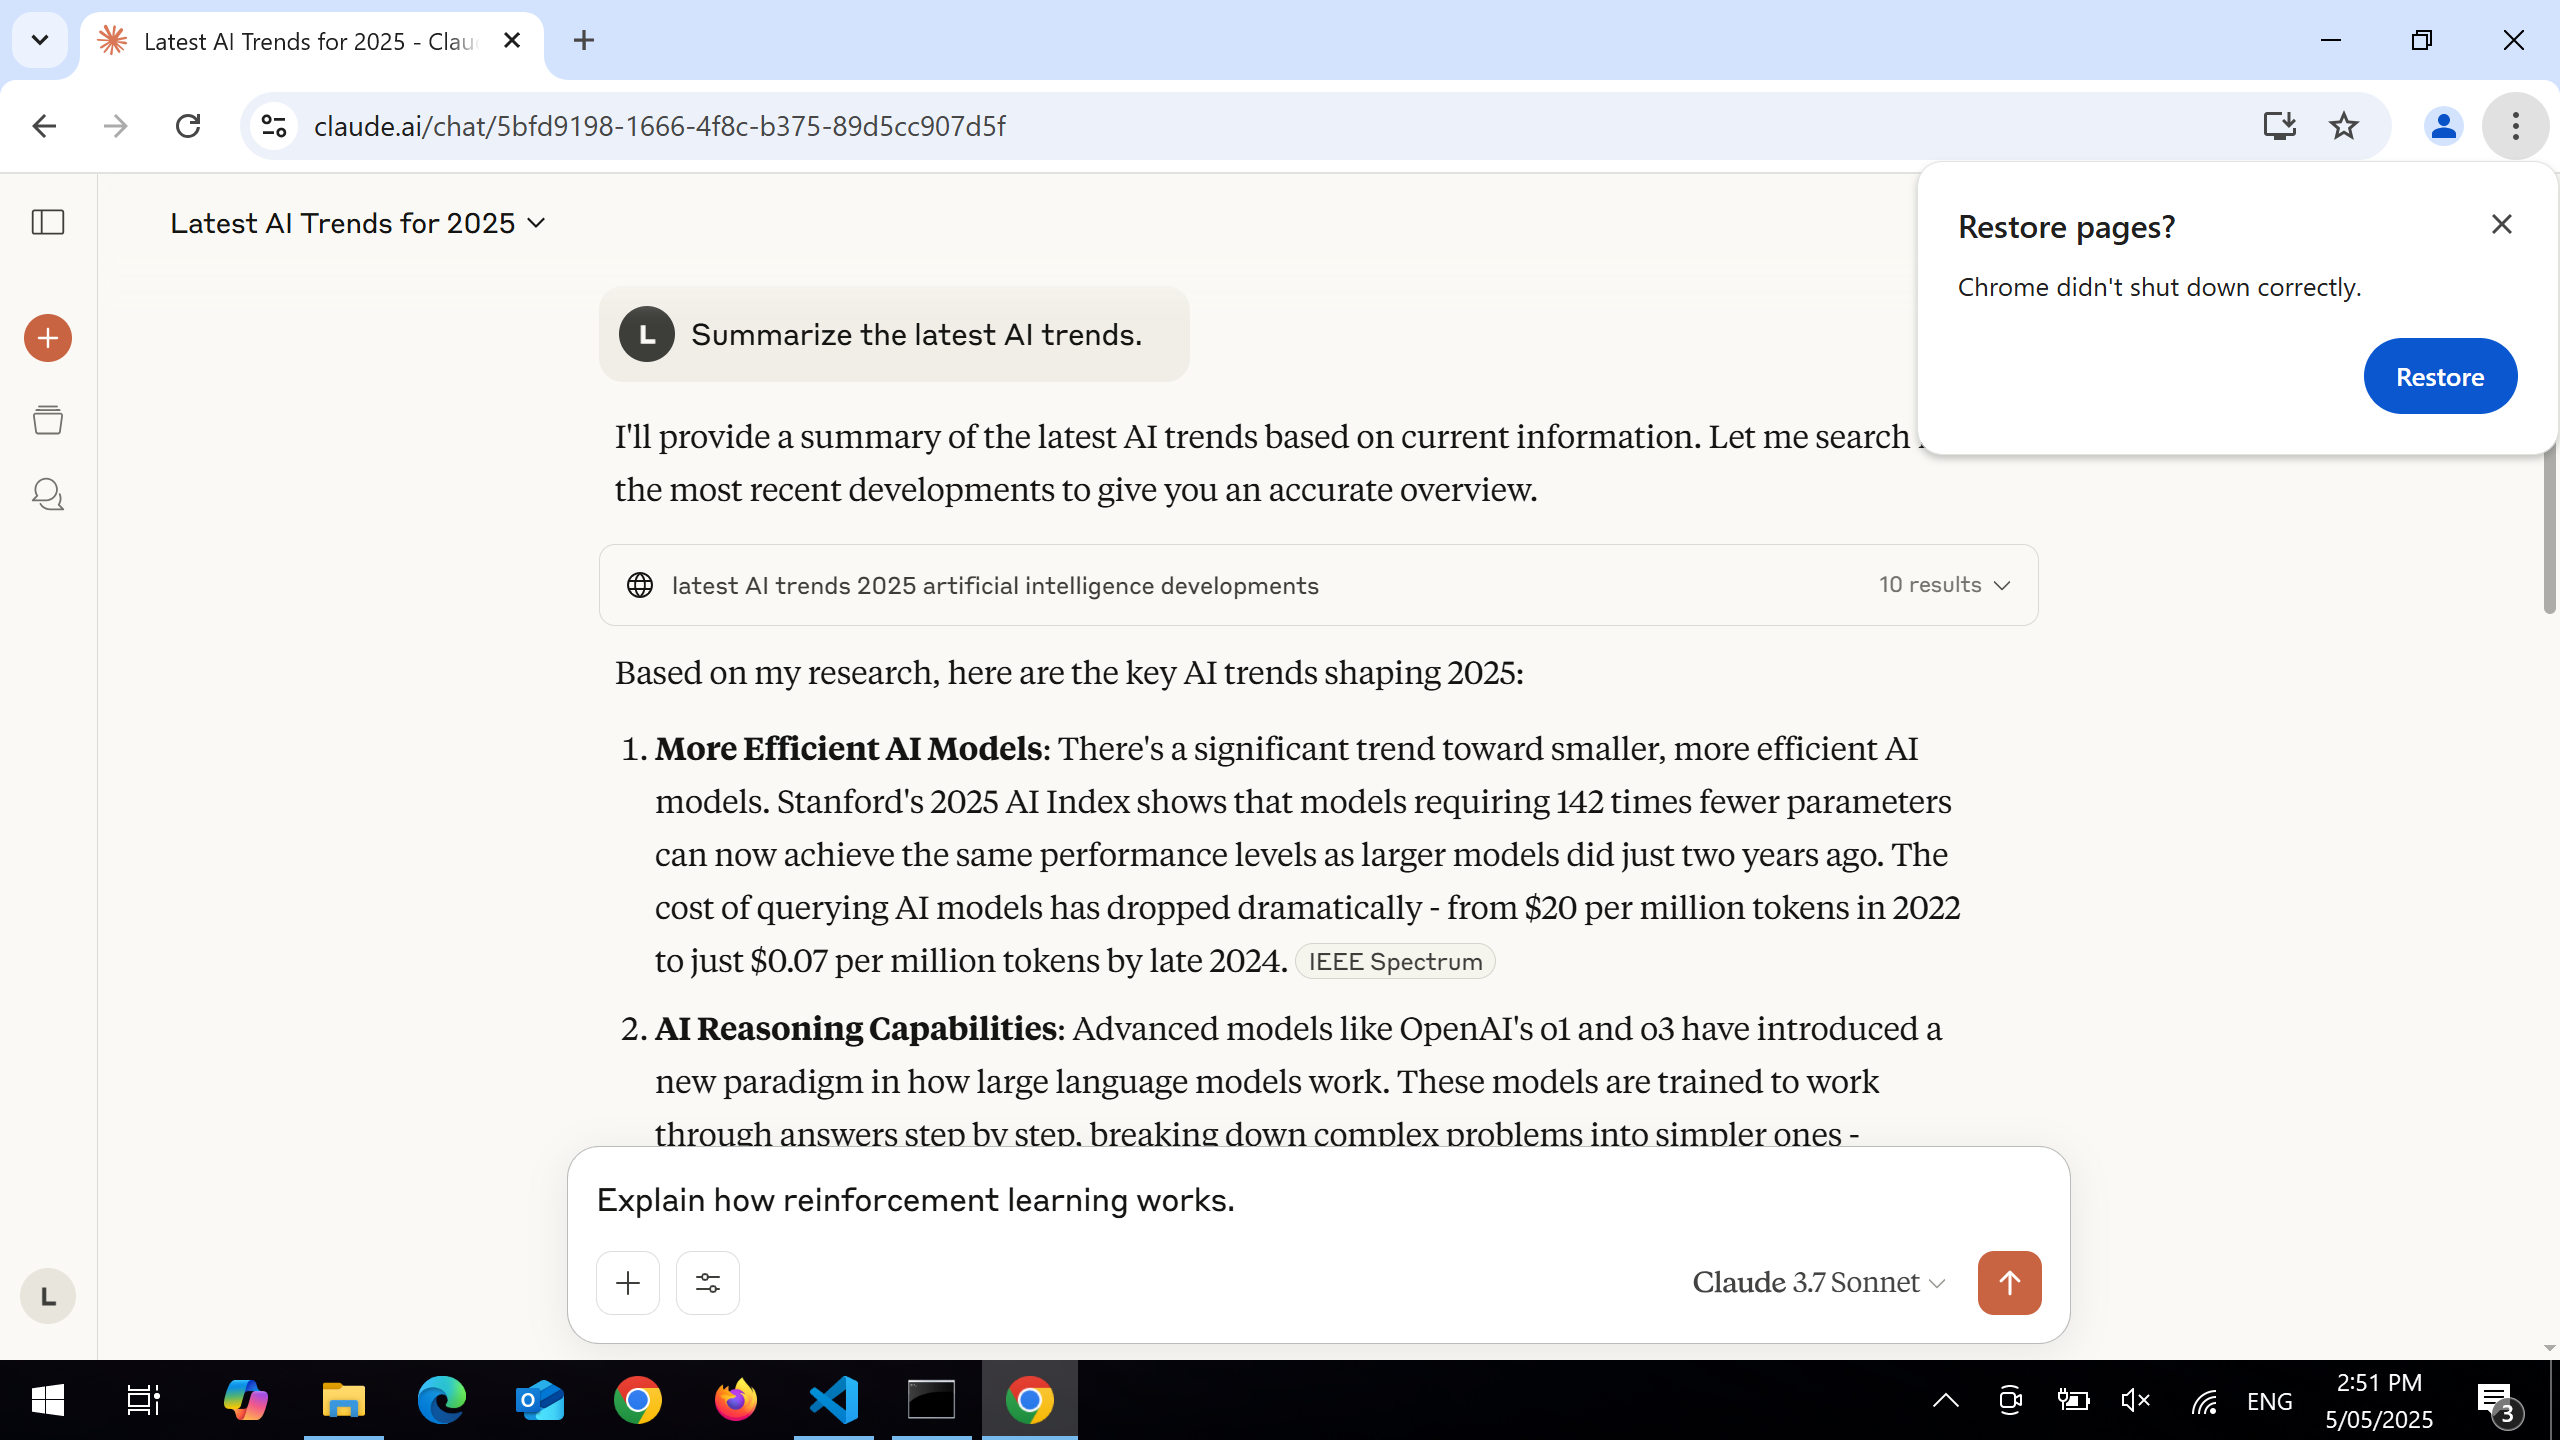 Latest AI Trends for 2025 - Clau
claude.ai/chat/5bfd9198-1666-4f8c-b375-89d5cc907d5f
Restore pages?
Chrome didn't shut down correctly.
Restore
Latest AI Trends for 2025
L
Summarize the latest AI trends.
I'll provide a summary of the latest AI trends based on current information. Let me search
the most recent developments to give you an accurate overview.
latest AI trends 2025 artificial intelligence developments
10 results
Based on my research, here are the key AI trends shaping 2025:
1. More Efficient AI Models: There's a significant trend toward smaller, more efficient AI
models. Stanford's 2025 AI Index shows that models requiring 142 times fewer parameters
can now achieve the same performance levels as larger models did just two years ago. The
cost of querying AI models has dropped dramatically - from $20 per million tokens in 2022
to just $0.07 per million tokens by late 2024. IEEE Spectrum
2. AI Reasoning Capabilities: Advanced models like OpenAI's o1 and o3 have introduced a
new paradigm in how large language models work. These models are trained to work
through answers step by step, breaking down complex problems into simpler ones -
Explain how reinforcement learning works.
Claude 3.7 Sonnet
L
ENG
2:51 PM
5/05/2025
3